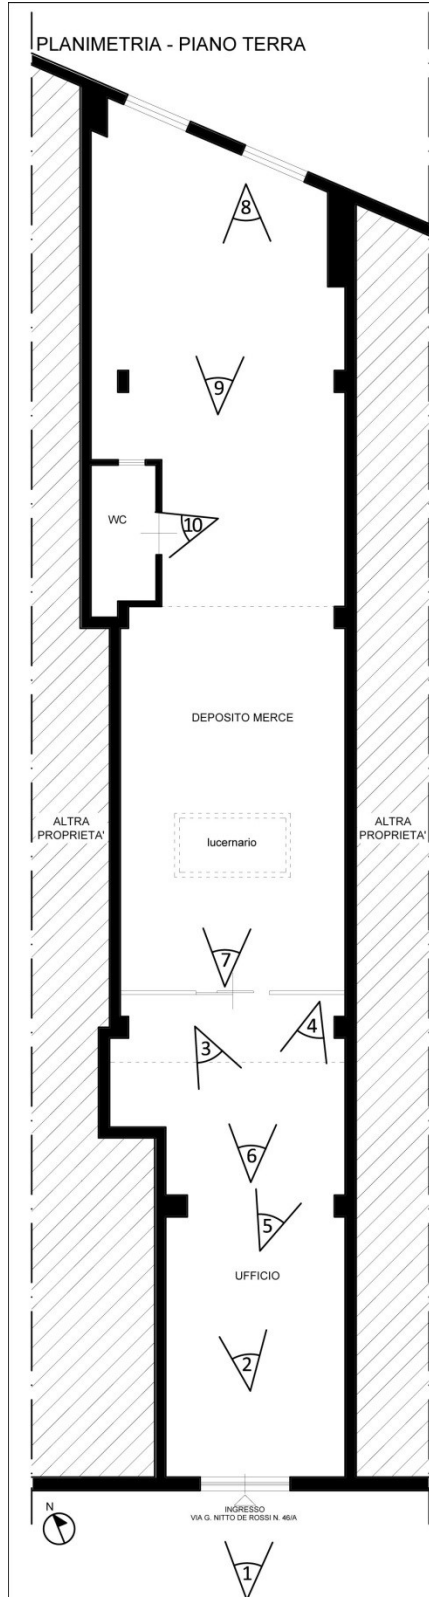 PLANIMETRIA - PIANO TERRA
8
9
WC
10
DEPOSITO MERCE
ALTRA
PROPRIETA'
ALTRA
PROPRIETA'
lucernario
7
4
3
6
5
UFFICIO
2
N
INGRESSO
VIA G. NITTO DE ROSSI N. 46/A
1